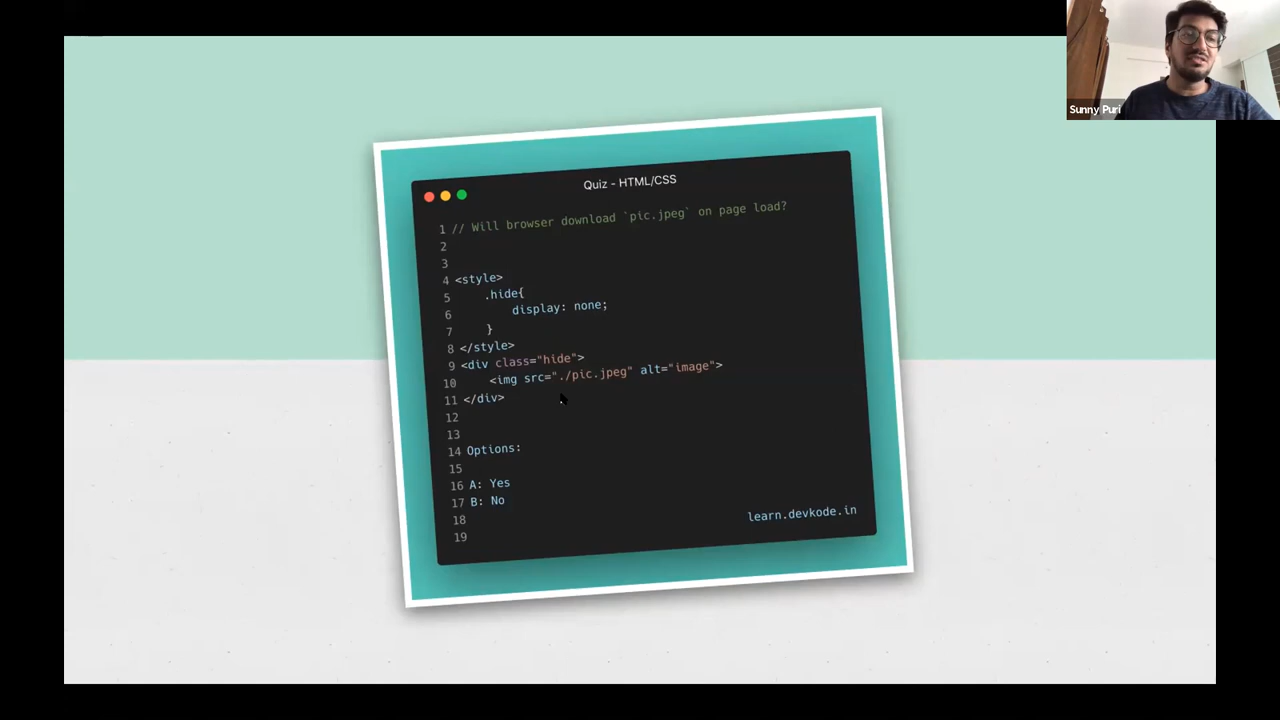 Sunny Puri
Quiz - HTML/CSS
1 // Will browser download `pic.jpeg` on page load?
2
3
4 <style>
5 .hide{
6 display: none;
7 }
8 </style>
9 <div class="hide">
10 <img src="./pic.jpeg" alt="image">
11 </div>
12
13
14 Options:
15
16 A: Yes
17 B: No
18
19
learn.devkode.in